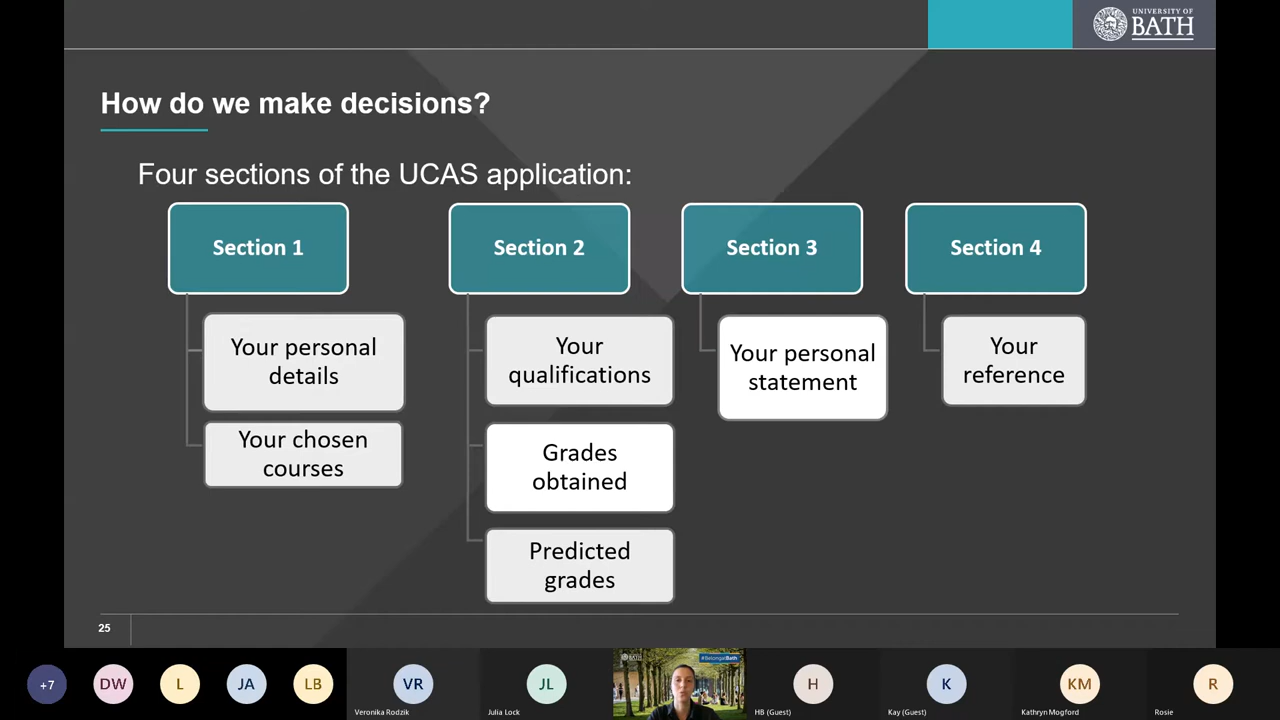 UNIVERSITY OF
BATH
How do we make decisions?
Four sections of the UCAS application:
Section 1
Section 2
Section 3
Section 4
Your personal
details
Your chosen
courses
Your
qualifications
Grades
obtained
Predicted
grades
Your personal
statement
Your
reference
25
+7
DW
L
JA
LB
VR
Veronika Rodzik
JL
Julia Lock
BATH
#BelongatBath
H
HB (Guest)
K
Kay (Guest)
KM
Kathryn Mogford
R
Rosie